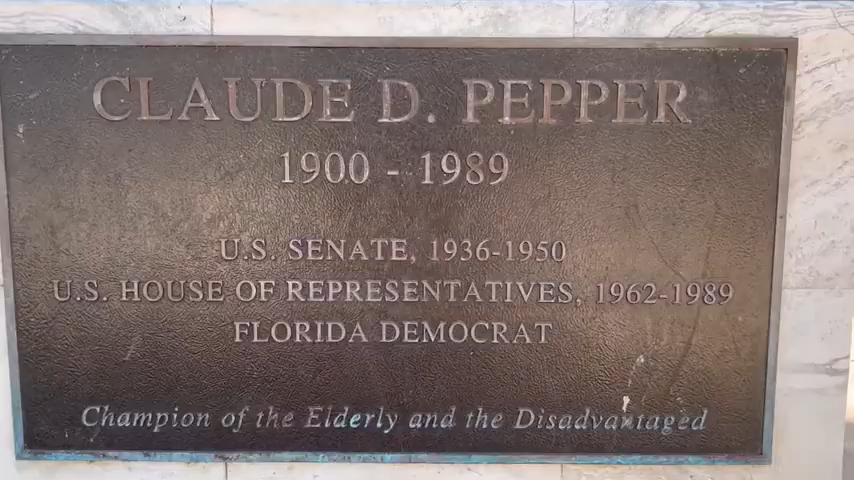 CLAUDE D. PEPPER
1900 - 1989
U.S. SENATE, 1936-1950
U.S. HOUSE OF REPRESENTATIVES, 1962-1989
FLORIDA DEMOCRAT
Champion of the Elderly and the Disadvantaged